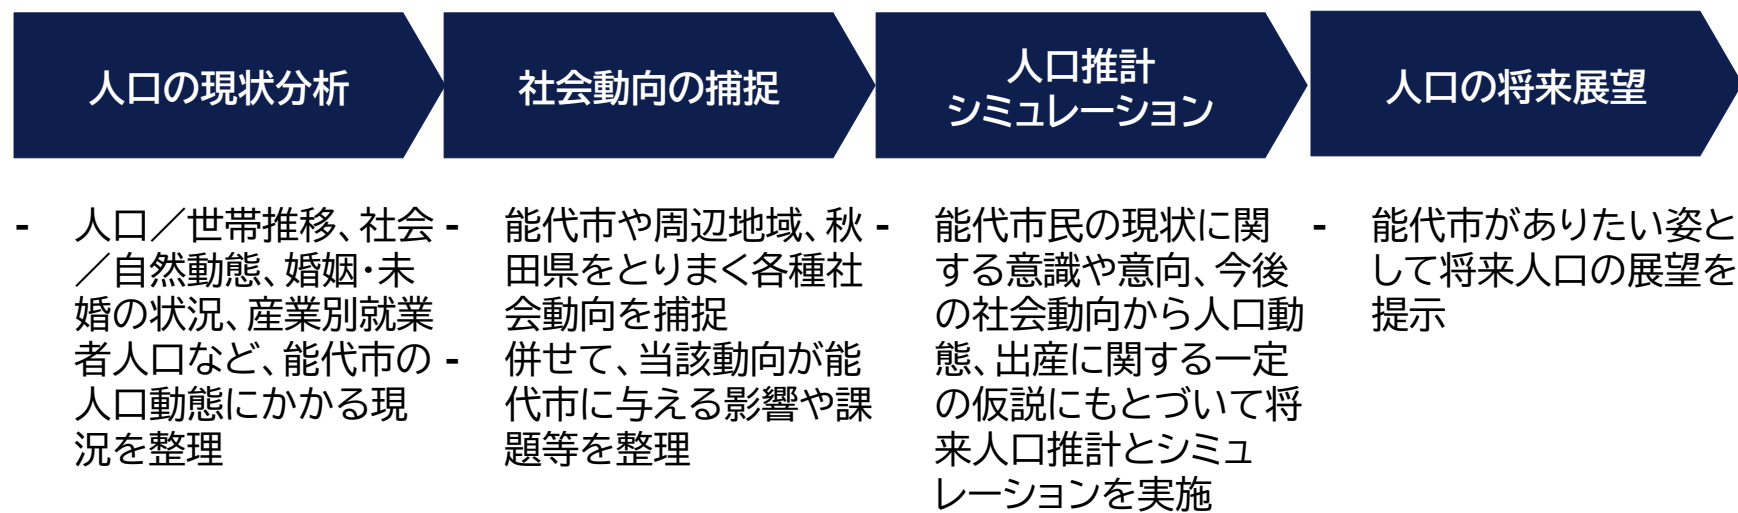 人口の現状分析
社会動向の捕捉
人口推計
シミュレーション
人口の将来展望
- 人口／世帯推移、社会
／自然動態、婚姻・未
婚の状況、産業別就業
者人口など、能代市の
人口動態にかかる現
況を整理
- 能代市や周辺地域、秋
田県をとりまく各種社
会動向を捕捉
- 併せて、当該動向が能
代市に与える影響や課
題等を整理
- 能代市民の現状に関
する意識や意向、今後
の社会動向から人口動
態、出産に関する一定
の仮説にもとづいて将
来人口推計とシミュ
レーションを実施
- 能代市がありたい姿と
して将来人口の展望を
提示